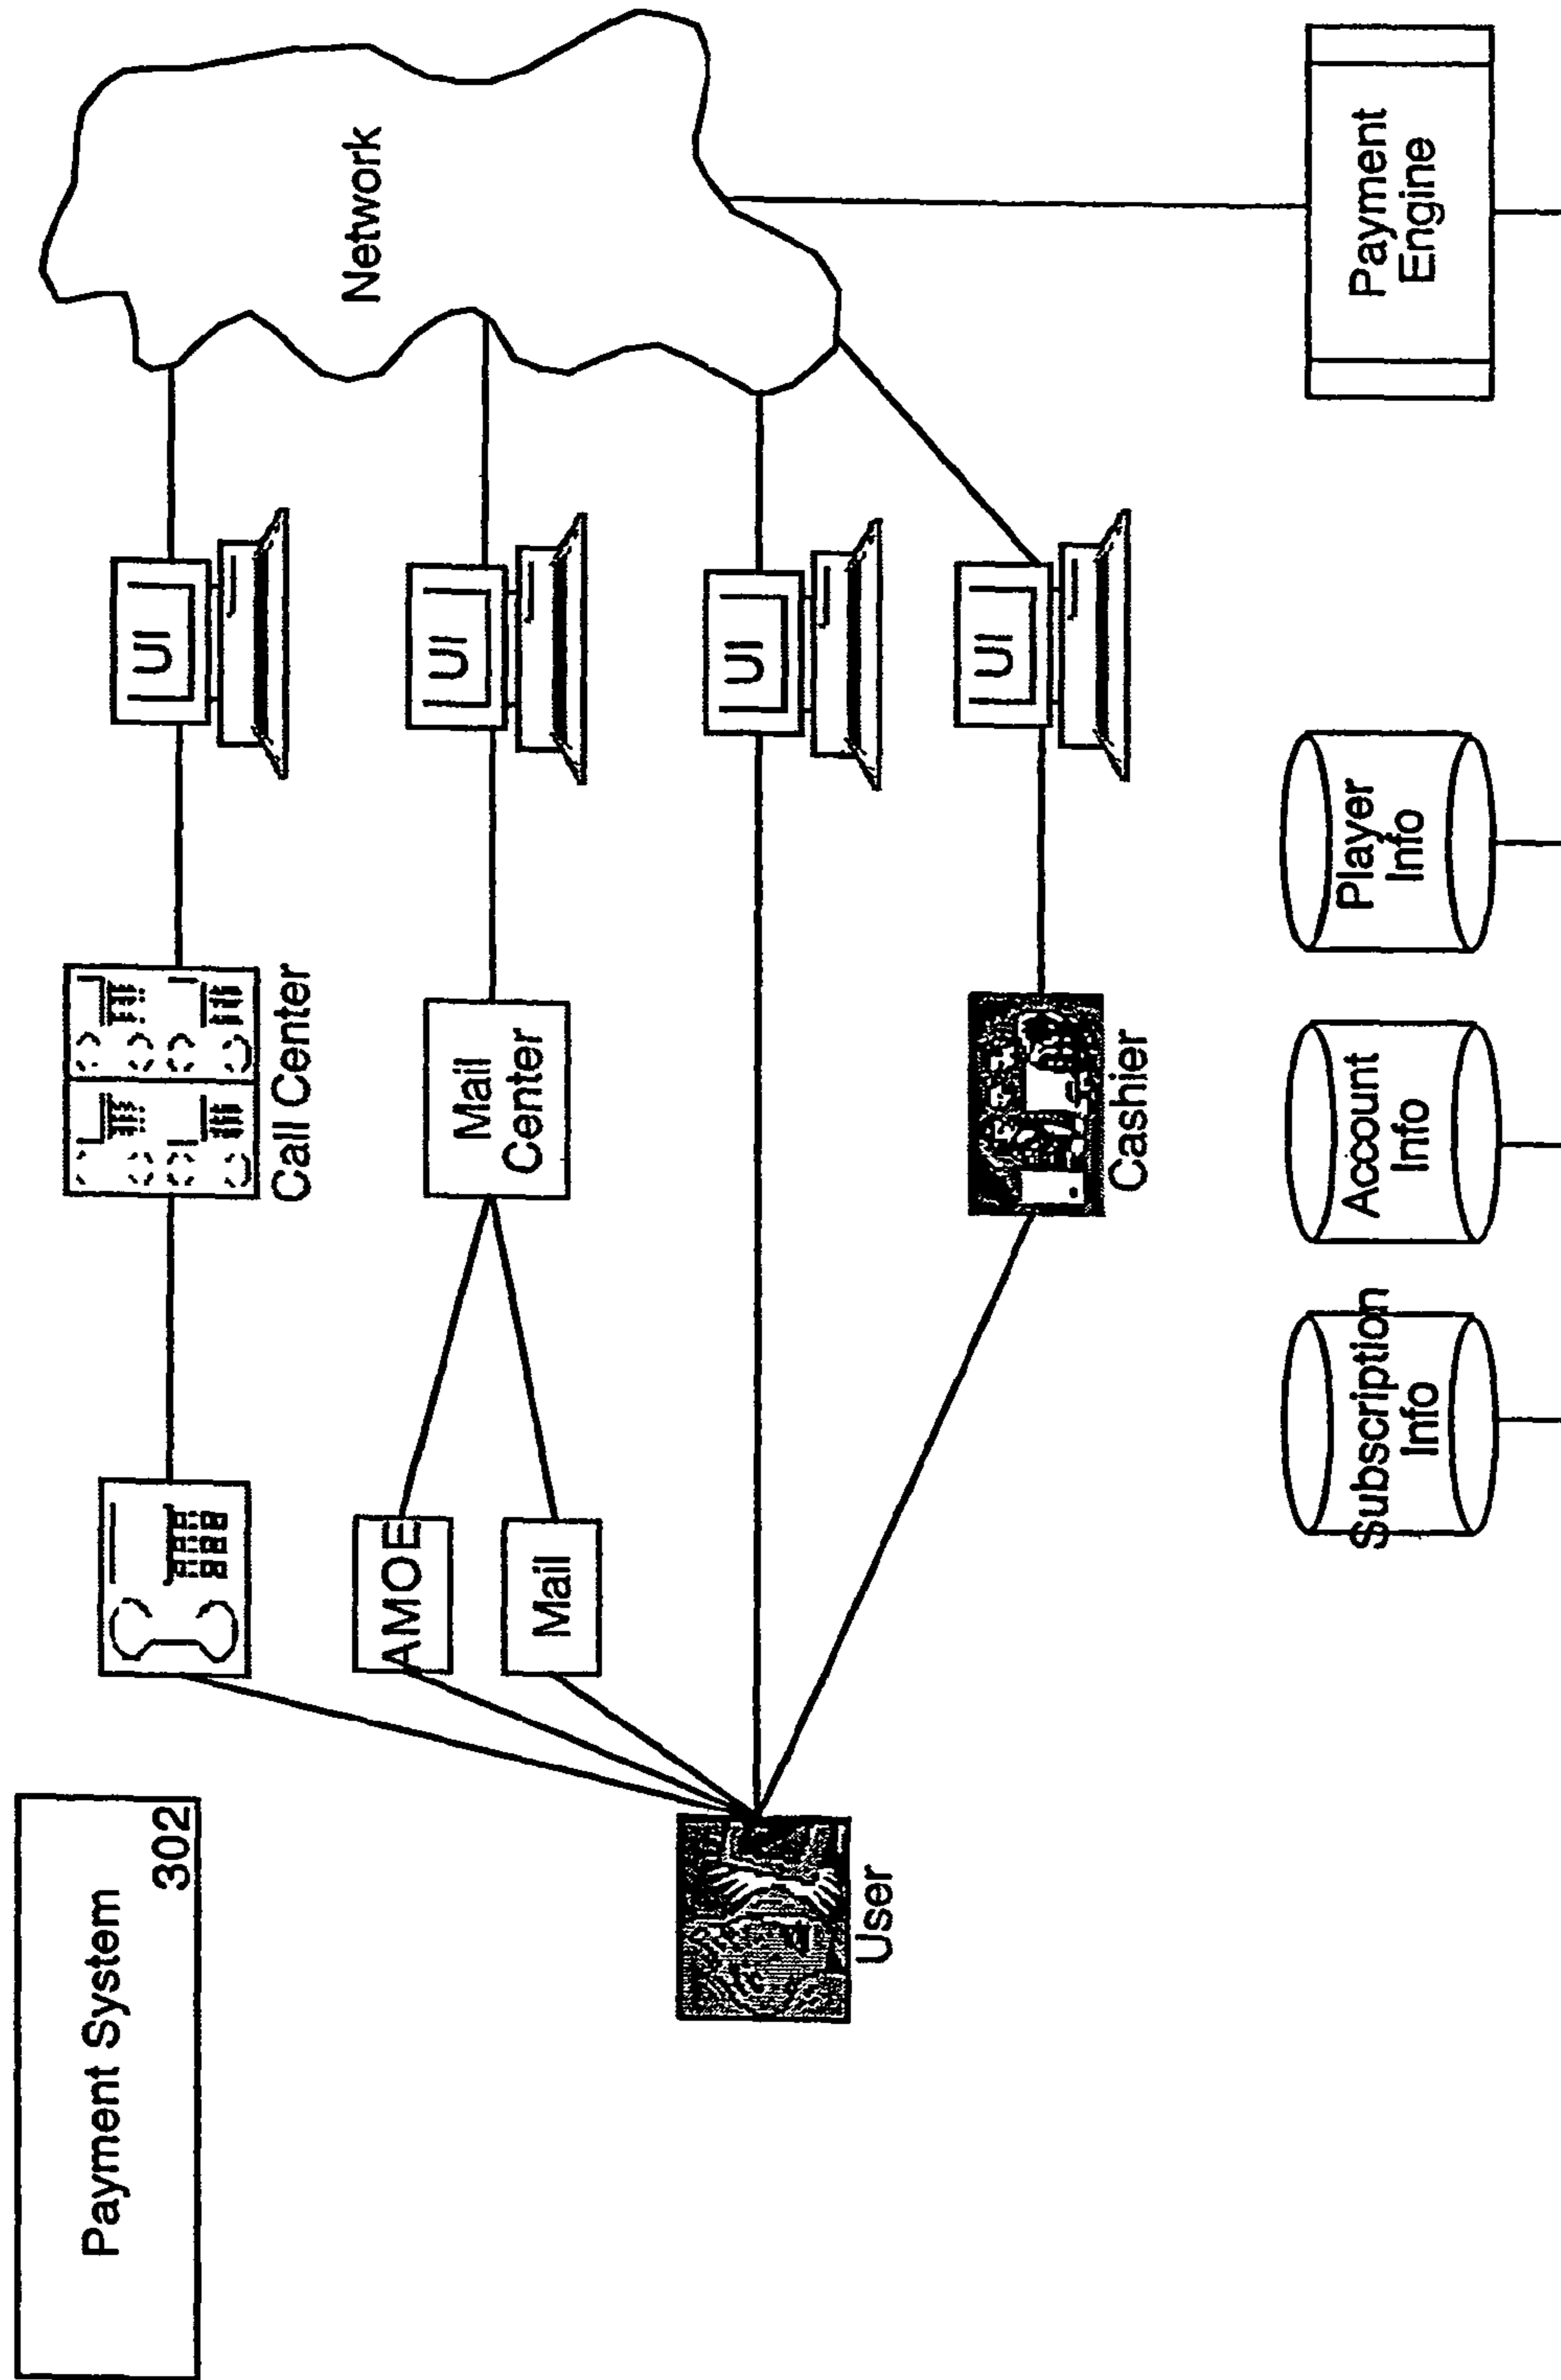 Payment System
302
User
AMOE
Mail
Call Center
Mail
Center
Cashier
UI
UI
UI
UI
Network
Subscription
Info
Account
Info
Player
Info
Payment
Engine